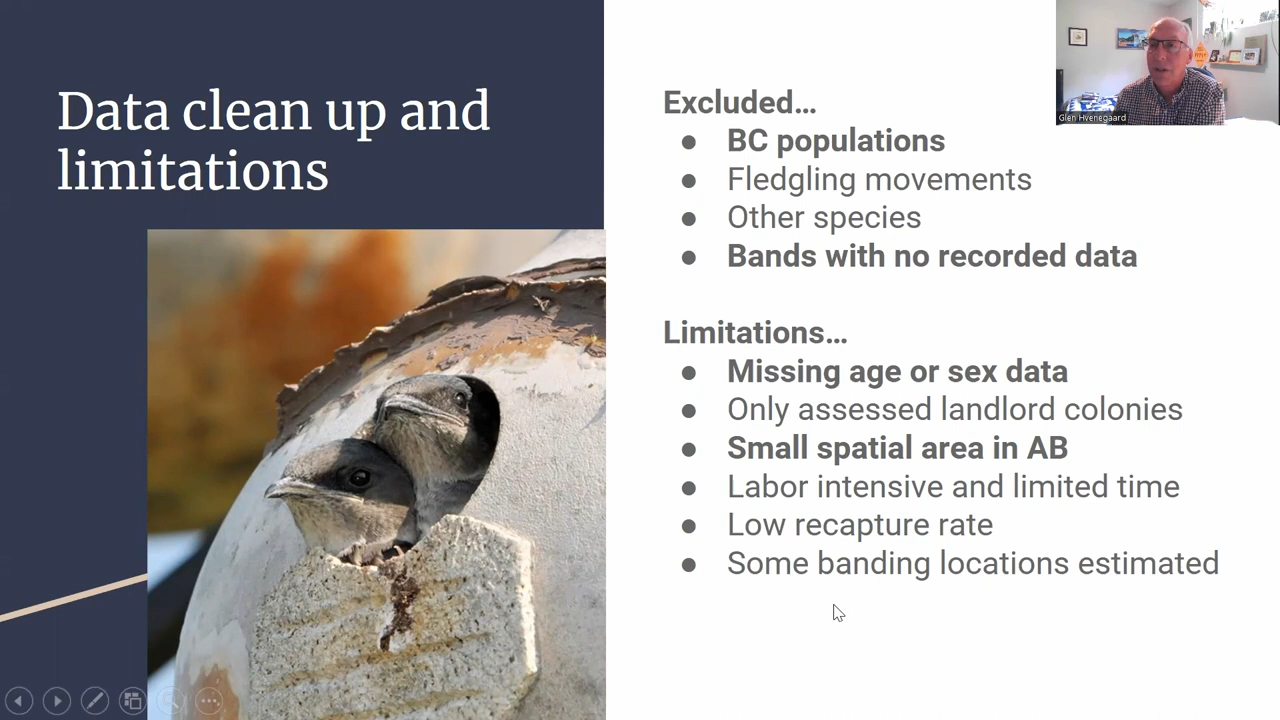 Data clean up and
limitations
Excluded…
● BC populations
● Fledgling movements
● Other species
● Bands with no recorded data
Limitations…
● Missing age or sex data
● Only assessed landlord colonies
● Small spatial area in AB
● Labor intensive and limited time
● Low recapture rate
● Some banding locations estimated
Glen Hvenegaard